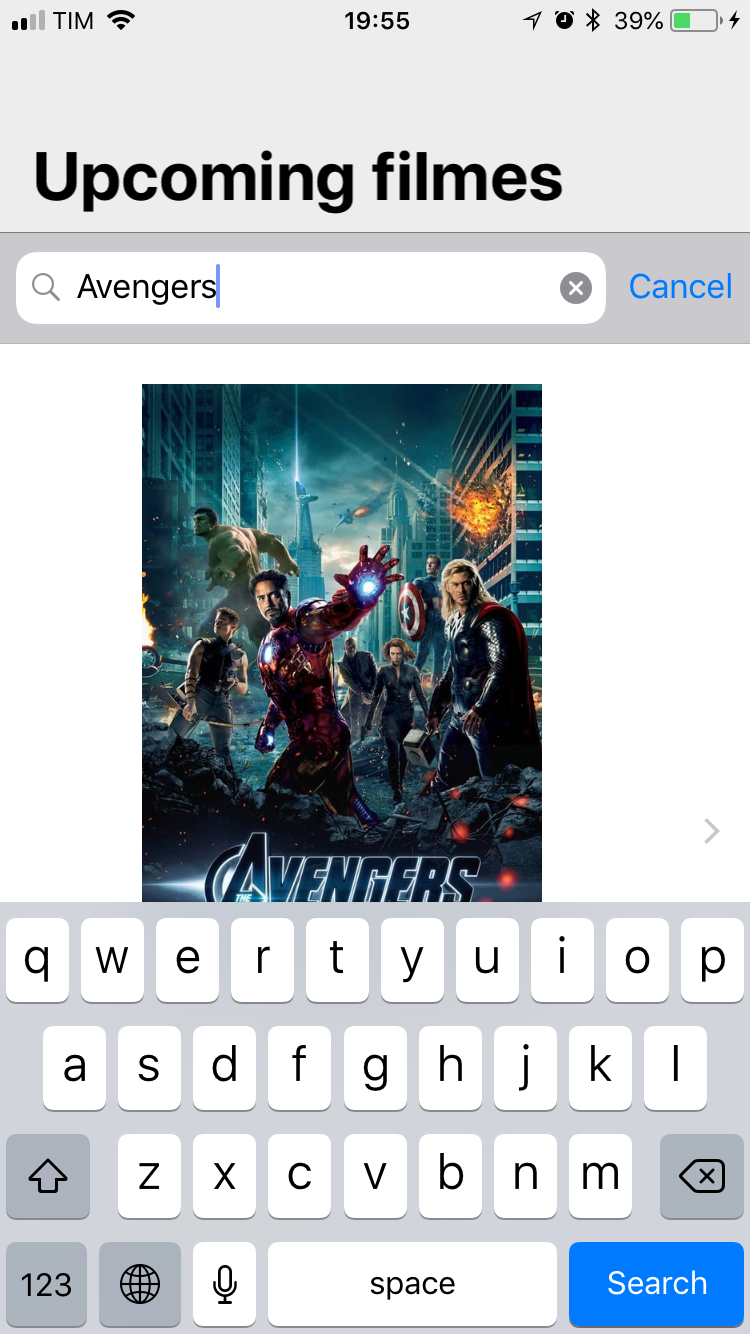 TIM 19:55 39%
Upcoming filmes
Avengers Cancel
THE AVENGERS
q w e r t y u i o p
a s d f g h j k l
z x c v b n m
123 space Search